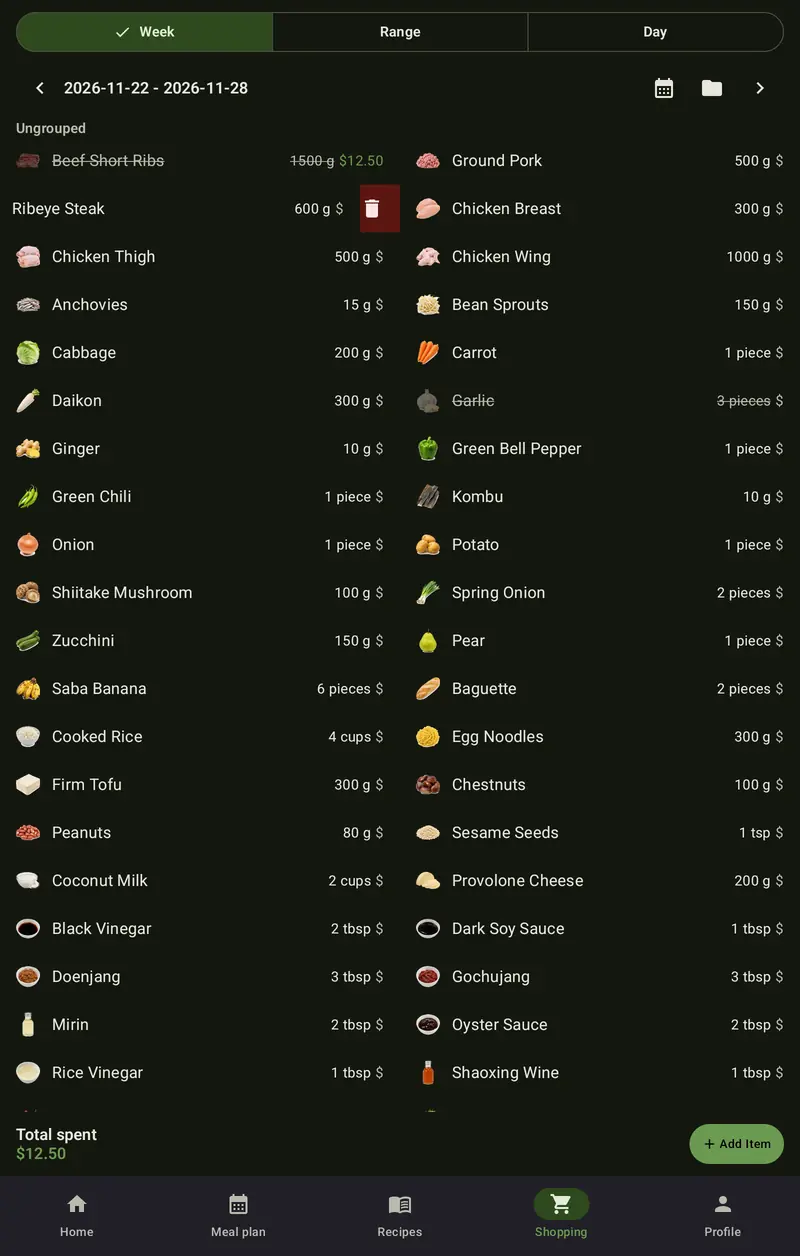 Week Range Day
2026-11-22 - 2026-11-28
Ungrouped
Beef Short Ribs 1500 g $12.50 Ground Pork 500 g $
Ribeye Steak 600 g $ Chicken Breast 300 g $
Chicken Thigh 500 g $ Chicken Wing 1000 g $
Anchovies 15 g $ Bean Sprouts 150 g $
Cabbage 200 g $ Carrot 1 piece $
Daikon 300 g $ Garlic 3 pieces $
Ginger 10 g $ Green Bell Pepper 1 piece $
Green Chili 1 piece $ Kombu 10 g $
Onion 1 piece $ Potato 1 piece $
Shiitake Mushroom 100 g $ Spring Onion 2 pieces $
Zucchini 150 g $ Pear 1 piece $
Saba Banana 6 pieces $ Baguette 2 pieces $
Cooked Rice 4 cups $ Egg Noodles 300 g $
Firm Tofu 300 g $ Chestnuts 100 g $
Peanuts 80 g $ Sesame Seeds 1 tsp $
Coconut Milk 2 cups $ Provolone Cheese 200 g $
Black Vinegar 2 tbsp $ Dark Soy Sauce 1 tbsp $
Doenjang 3 tbsp $ Gochujang 3 tbsp $
Mirin 2 tbsp $ Oyster Sauce 2 tbsp $
Rice Vinegar 1 tbsp $ Shaoxing Wine 1 tbsp $
Total spent
$12.50
+ Add Item
Home Meal plan Recipes Shopping Profile